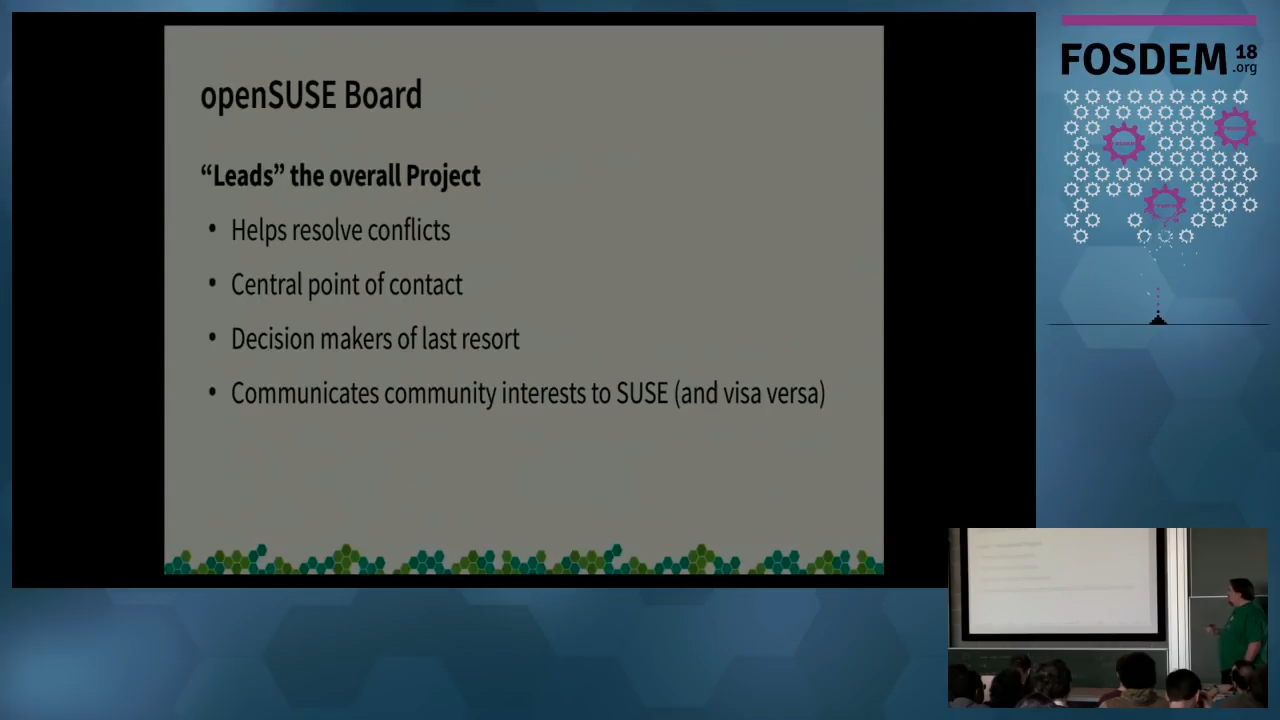 openSUSE Board
“Leads” the overall Project
• Helps resolve conflicts
• Central point of contact
• Decision makers of last resort
• Communicates community interests to SUSE (and visa versa)
FOSDEM 18
.org